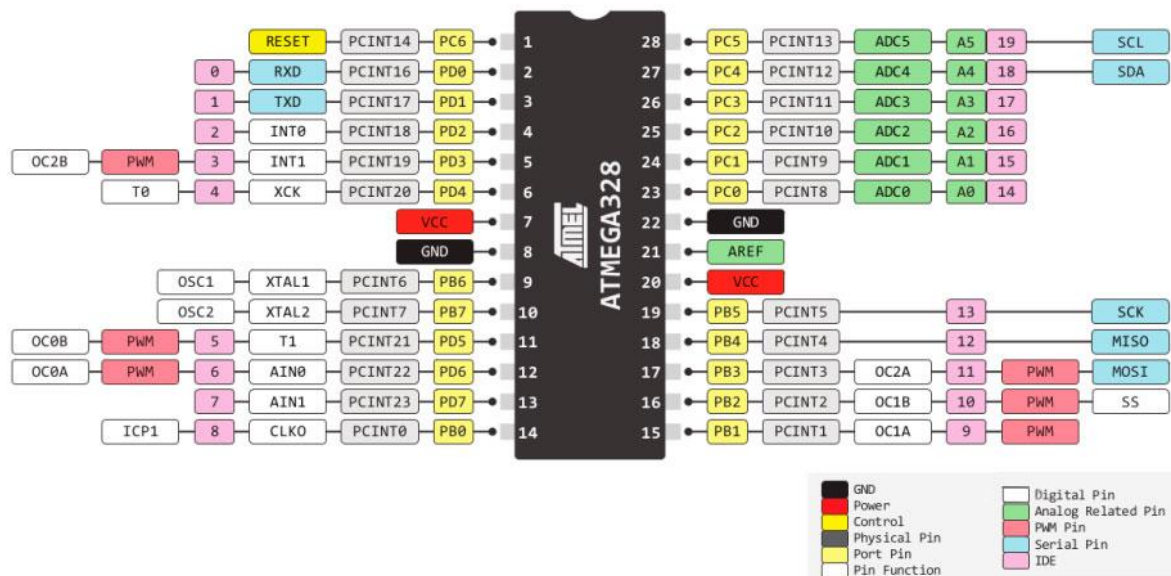 RESET PCINT14 PC6 1 28 PC5 PCINT13 ADC5 A5 19 SCL
0 RXD PCINT16 PD0 2 27 PC4 PCINT12 ADC4 A4 18 SDA
1 TXD PCINT17 PD1 3 26 PC3 PCINT11 ADC3 A3 17
2 INT0 PCINT18 PD2 4 25 PC2 PCINT10 ADC2 A2 16
OC2B PWM 3 INT1 PCINT19 PD3 5 24 PC1 PCINT9 ADC1 A1 15
T0 4 XCK PCINT20 PD4 6 23 PC0 PCINT8 ADC0 A0 14
VCC 7 22 GND
GND 8 21 AREF
OSC1 XTAL1 PCINT6 PB6 9 20 VCC
OSC2 XTAL2 PCINT7 PB7 10 19 PB5 PCINT5 13 SCK
OC0B PWM 5 T1 PCINT21 PD5 11 18 PB4 PCINT4 12 MISO
OC0A PWM 6 AIN0 PCINT22 PD6 12 17 PB3 PCINT3 OC2A 11 PWM MOSI
7 AIN1 PCINT23 PD7 13 16 PB2 PCINT2 OC1B 10 PWM SS
ICP1 8 CLKO PCINT0 PB0 14 15 PB1 PCINT1 OC1A 9 PWM
ATMEL
ATMEGA328
GND
Power
Control
Physical Pin
Port Pin
Pin Function
Digital Pin
Analog Related Pin
PWM Pin
Serial Pin
IDE